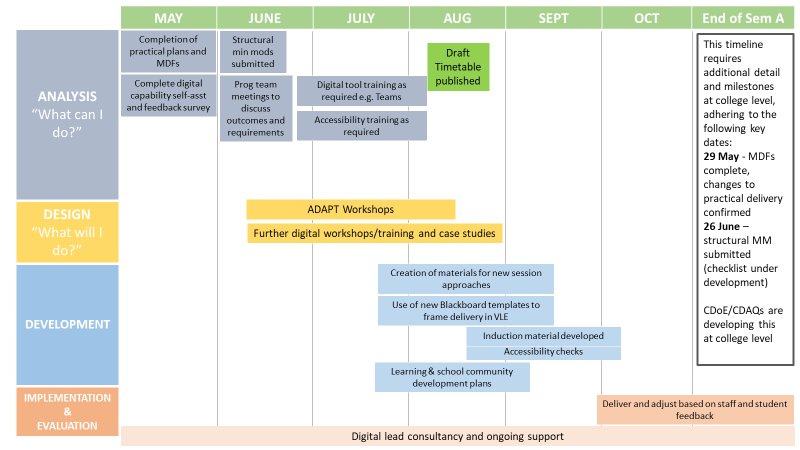 MAY
JUNE
JULY
AUG
SEPT
OCT
End of Sem A
ANALYSIS
“What can I
do?”
Completion of
practical plans and
MDFs
Complete digital
capability self-asst
and feedback survey
Structural
min mods
submitted
Prog team
meetings to
discuss
outcomes and
requirements
Digital tool training as
required e.g. Teams
Accessibility training as
required
Draft
Timetable
published
DESIGN
“What will I
do?”
ADAPT Workshops
Further digital workshops/training and case studies
DEVELOPMENT
Creation of materials for new session
approaches
Use of new Blackboard templates to
frame delivery in VLE
Induction material developed
Accessibility checks
Learning & school community
development plans
IMPLEMENTATION
&
EVALUATION
Deliver and adjust based on staff and student
feedback
Digital lead consultancy and ongoing support
This timeline
requires
additional detail
and milestones
at college level,
adhering to the
following key
dates:
29 May - MDFs
complete,
changes to
practical delivery
confirmed
26 June –
structural MM
submitted
(checklist under
development)
CDoE/CDAQs are
developing this
at college level